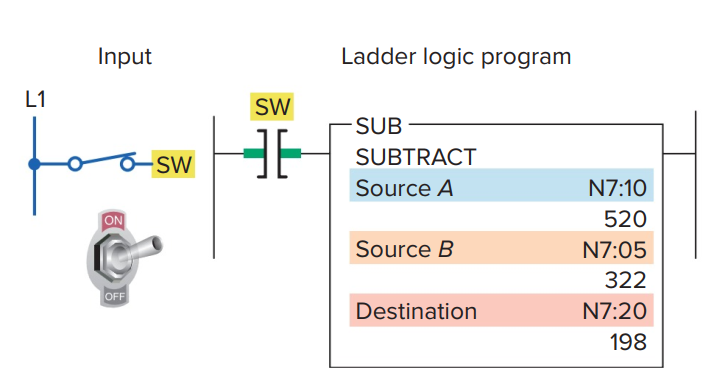 Input
Ladder logic program
L1
SW
SW
ON
OFF
SUB
SUBTRACT
Source A N7:10
520
Source B N7:05
322
Destination N7:20
198